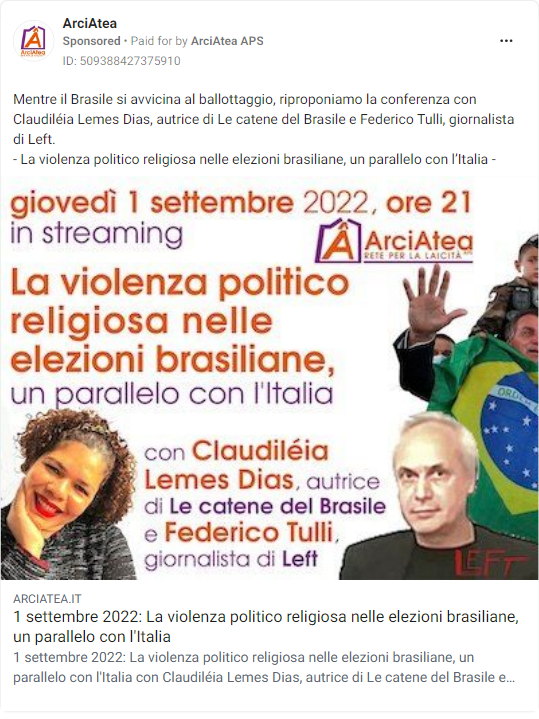 ArciAtea
Sponsored • Paid for by ArciAtea APS
ID: 509388427375910
Mentre il Brasile si avvicina al ballottaggio, riproponiamo la conferenza con
Claudiléia Lemes Dias, autrice di Le catene del Brasile e Federico Tulli, giornalista
di Left.
- La violenza politico religiosa nelle elezioni brasiliane, un parallelo con l’Italia -
giovedì 1 settembre 2022, ore 21
in streaming
ArciAtea
RETE PER LA LAICITÀ APS
La violenza politico
religiosa nelle
elezioni brasiliane,
un parallelo con l'Italia
con Claudiléia
Lemes Dias, autrice
di Le catene del Brasile
e Federico Tulli,
giornalista di Left
LEFT
ARCIATEA.IT
1 settembre 2022: La violenza politico religiosa nelle elezioni brasiliane,
un parallelo con l'Italia
1 settembre 2022: La violenza politico religiosa nelle elezioni brasiliane, un
parallelo con l'Italia con Claudiléia Lemes Dias, autrice di Le catene del Brasile e...